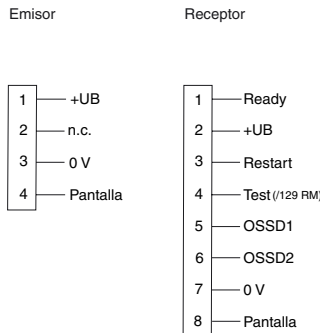 Emisor
1 +UB
2 n.c.
3 0 V
4 Pantalla
Receptor
1 Ready
2 +UB
3 Restart
4 Test (/129 RM)
5 OSSD1
6 OSSD2
7 0 V
8 Pantalla